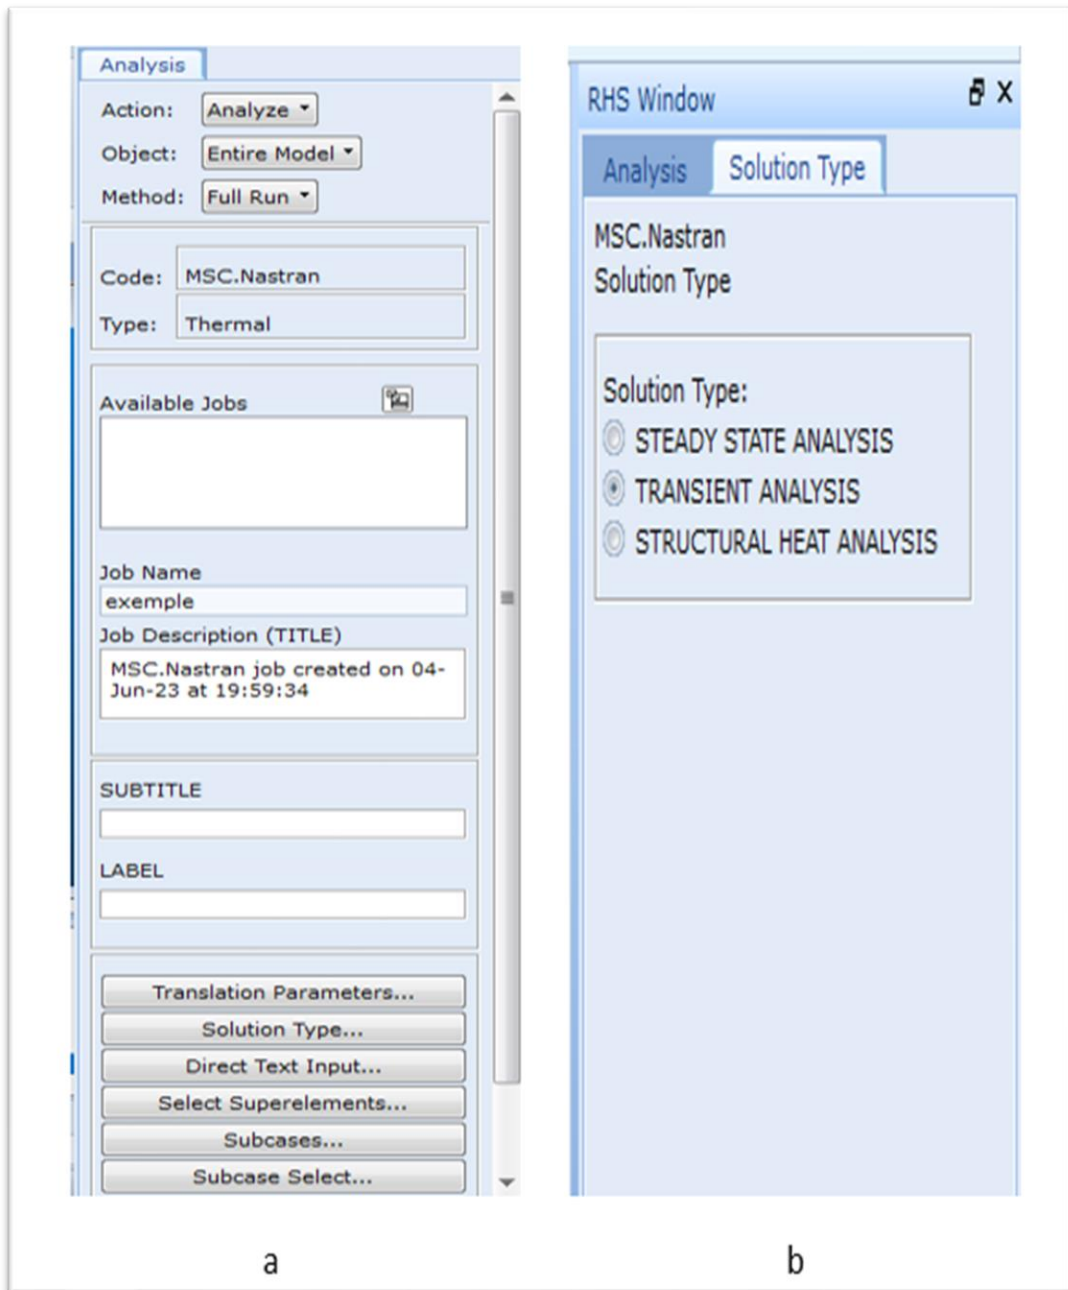 Analysis
Action: Analyze
Object: Entire Model
Method: Full Run
Code: MSC.Nastran
Type: Thermal
Available Jobs
Job Name
exemple
Job Description (TITLE)
MSC.Nastran job created on 04-
Jun-23 at 19:59:34
SUBTITLE
LABEL
Translation Parameters...
Solution Type...
Direct Text Input...
Select Superelements...
Subcases...
Subcase Select...
a
RHS Window
Analysis Solution Type
MSC.Nastran
Solution Type
Solution Type:
STEADY STATE ANALYSIS
TRANSIENT ANALYSIS
STRUCTURAL HEAT ANALYSIS
b